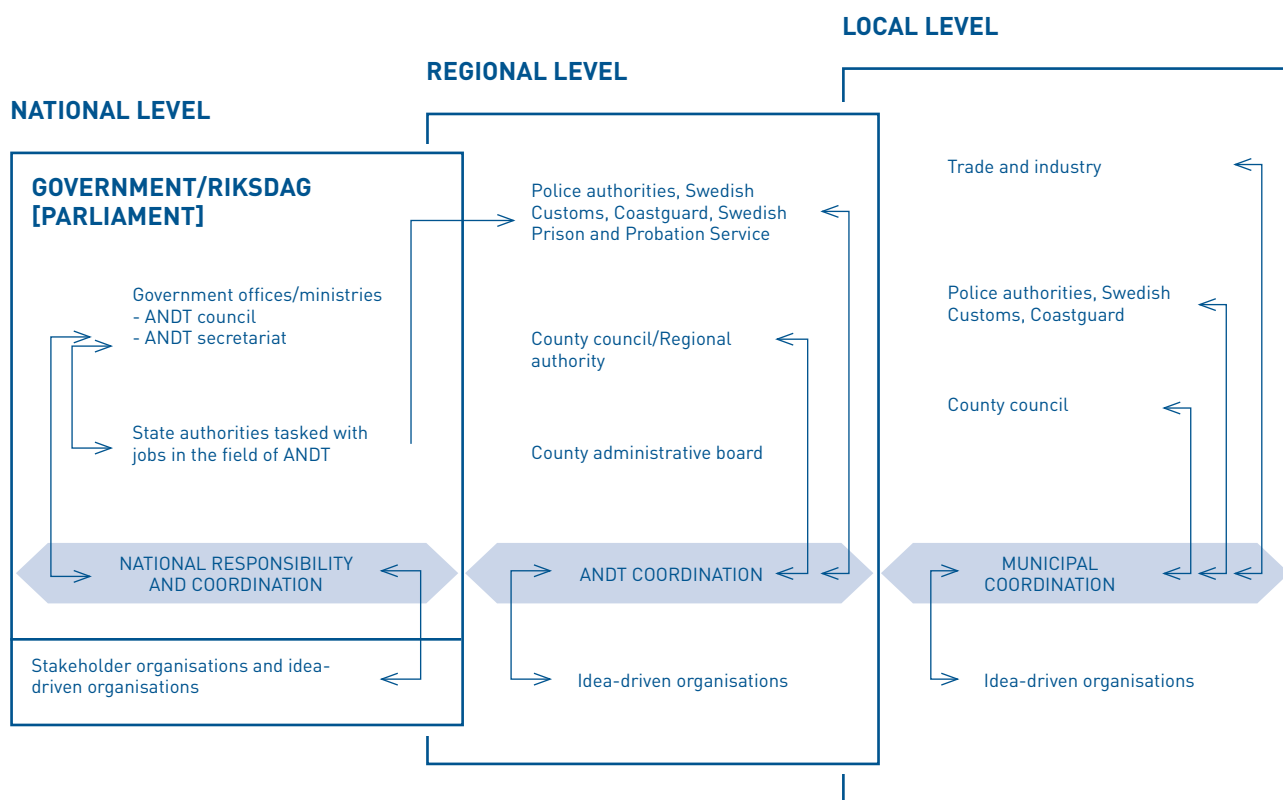 LOCAL LEVEL
REGIONAL LEVEL
NATIONAL LEVEL
GOVERNMENT/RIKSDAG
[PARLIAMENT]
Government offices/ministries
- ANDT council
- ANDT secretariat
State authorities tasked with
jobs in the field of ANDT
NATIONAL RESPONSIBILITY
AND COORDINATION
Stakeholder organisations and idea-
driven organisations
Police authorities, Swedish
Customs, Coastguard, Swedish
Prison and Probation Service
County council/Regional
authority
County administrative board
ANDT COORDINATION
Idea-driven organisations
Trade and industry
Police authorities, Swedish
Customs, Coastguard
County council
MUNICIPAL
COORDINATION
Idea-driven organisations